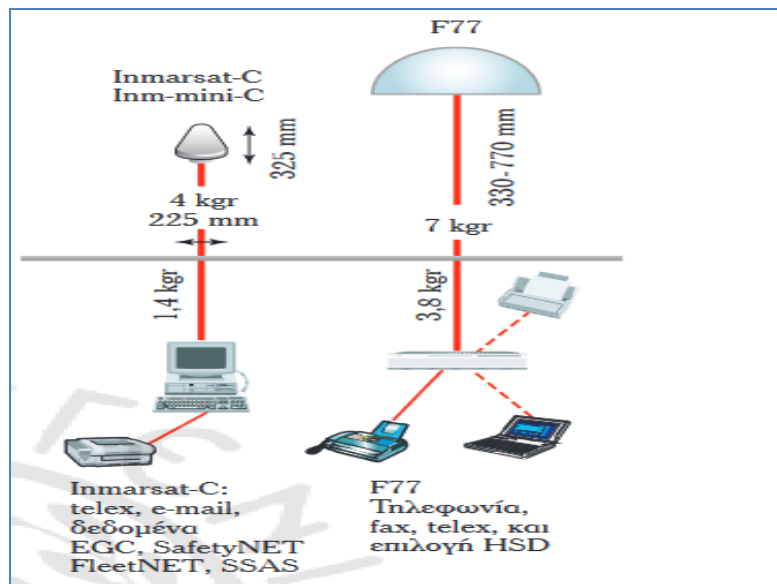 F77
Inmarsat-C
Inm-mini-C
325 mm
330-770 mm
4 kgr
225 mm
7 kgr
1,4 kgr
3,8 kgr
Inmarsat-C:
telex, e-mail,
δεδομένα
EGC, SafetyNET
FleetNET, SSAS
F77
Τηλεφωνία,
fax, telex, και
επιλογή HSD